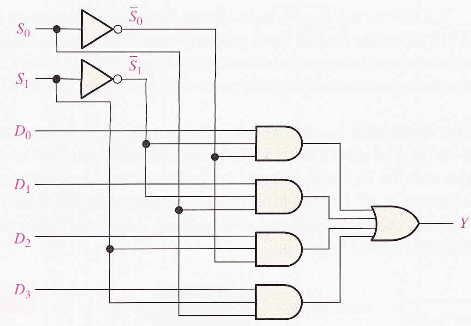 S₀ S̅₀
S₁ S̅₁
D₀
D₁
Y
D₂
D₃